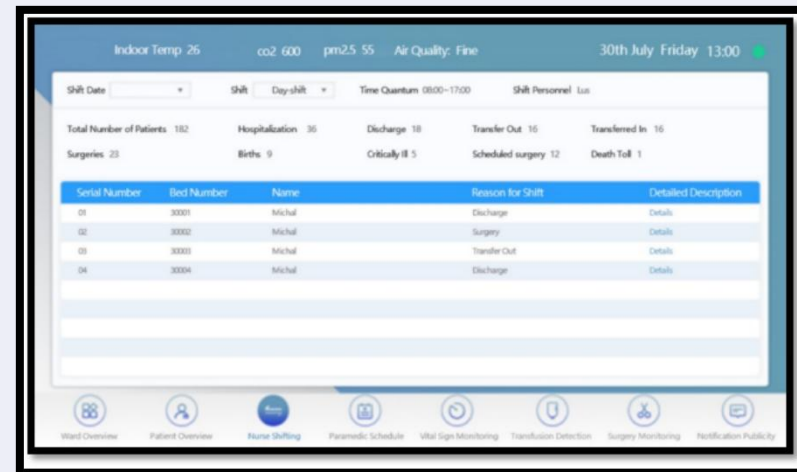 Indoor Temp 26 co2 600 pm2.5 55 Air Quality: Fine 30th July Friday 13:00
Shift Date Shift Day-shift Time Quantum 08:00~17:00 Shift Personnel Lus
Total Number of Patients 182 Hospitalization 36 Discharge 18 Transfer Out 16 Transferred In 16
Surgeries 23 Births 9 Critically Ill 5 Scheduled surgery 12 Death Toll 1
Serial Number Bed Number Name Reason for Shift Detailed Description
01 30001 Michal Discharge Details
02 30002 Michal Surgery Details
03 30003 Michal Transfer Out Details
04 30004 Michal Discharge Details
Ward Overview Patient Overview Nurse Shifting Paramedic Schedule Vital Sign Monitoring Transfusion Detection Surgery Monitoring Notification Publicity